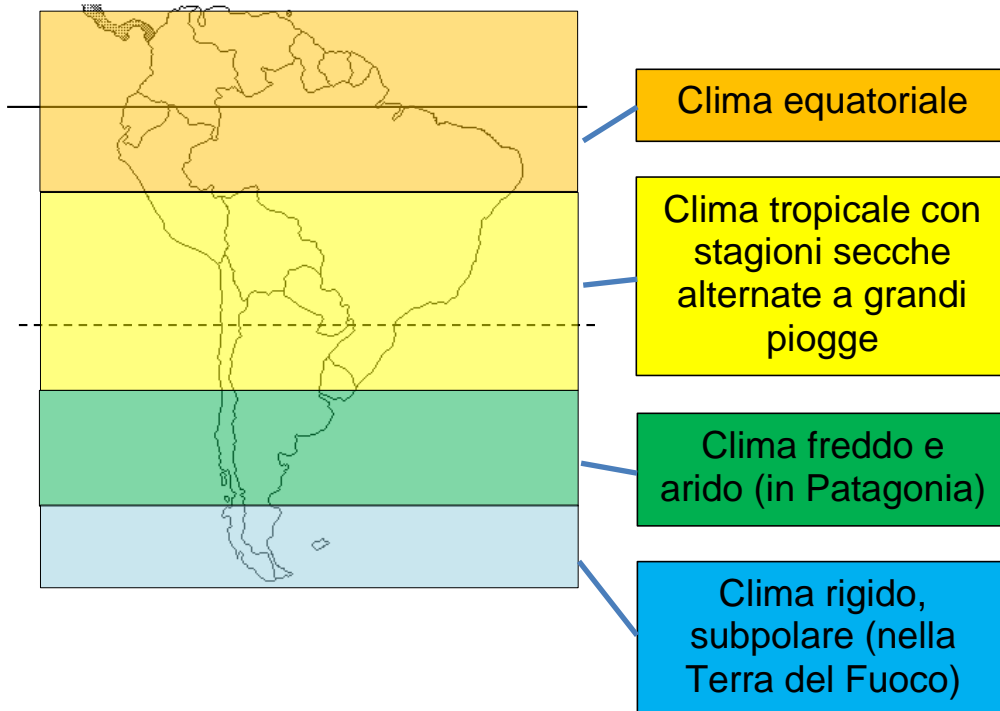 Clima equatoriale
Clima tropicale con
stagioni secche
alternate a grandi
piogge
Clima freddo e
arido (in Patagonia)
Clima rigido,
subpolare (nella
Terra del Fuoco)